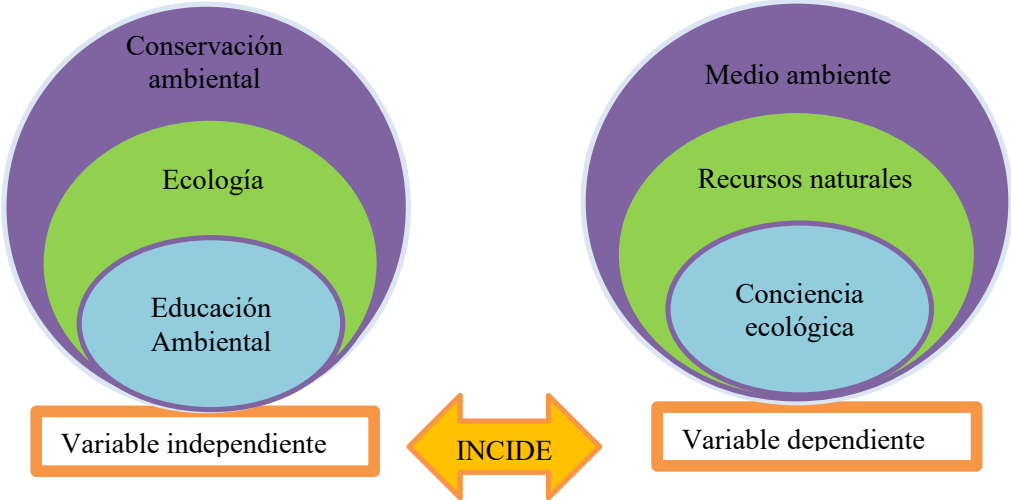 Conservación
ambiental
Ecología
Educación
Ambiental
Variable independiente
INCIDE
Medio ambiente
Recursos naturales
Conciencia
ecológica
Variable dependiente